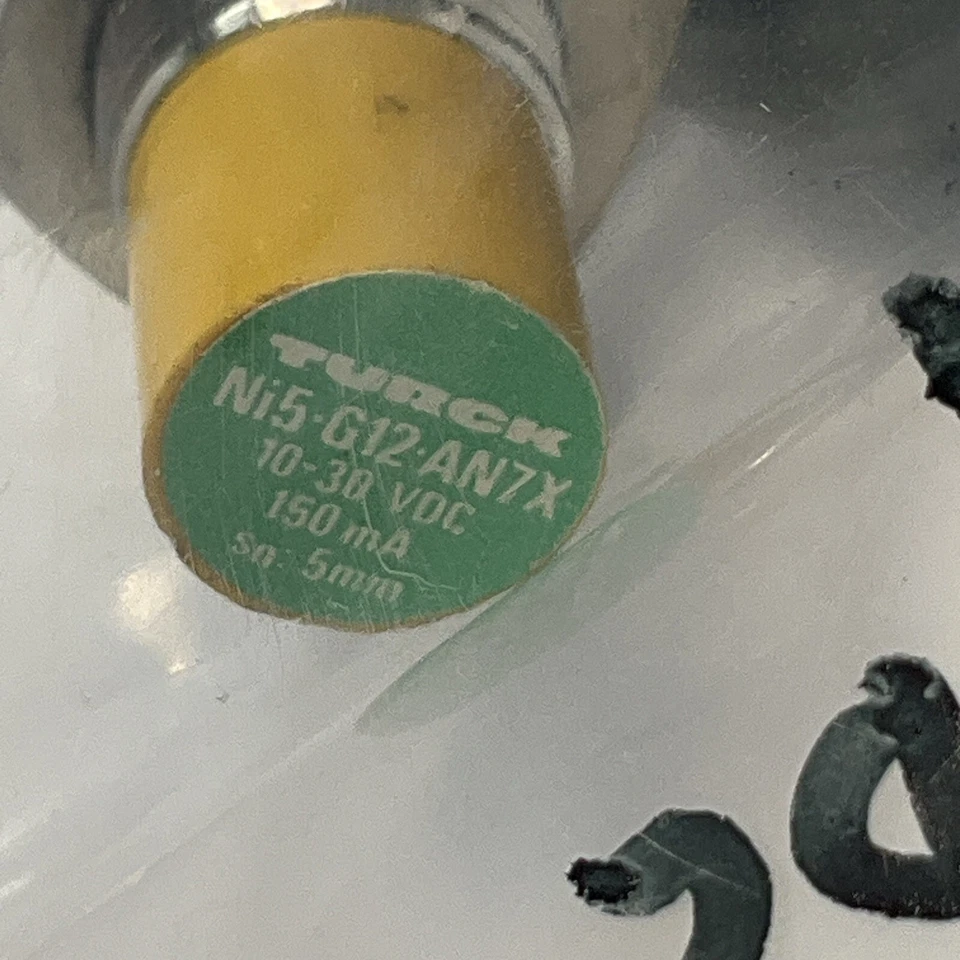 TURCK
Ni5·G12·AN7X
10-30 VDC
150 mA
sn: 5mm